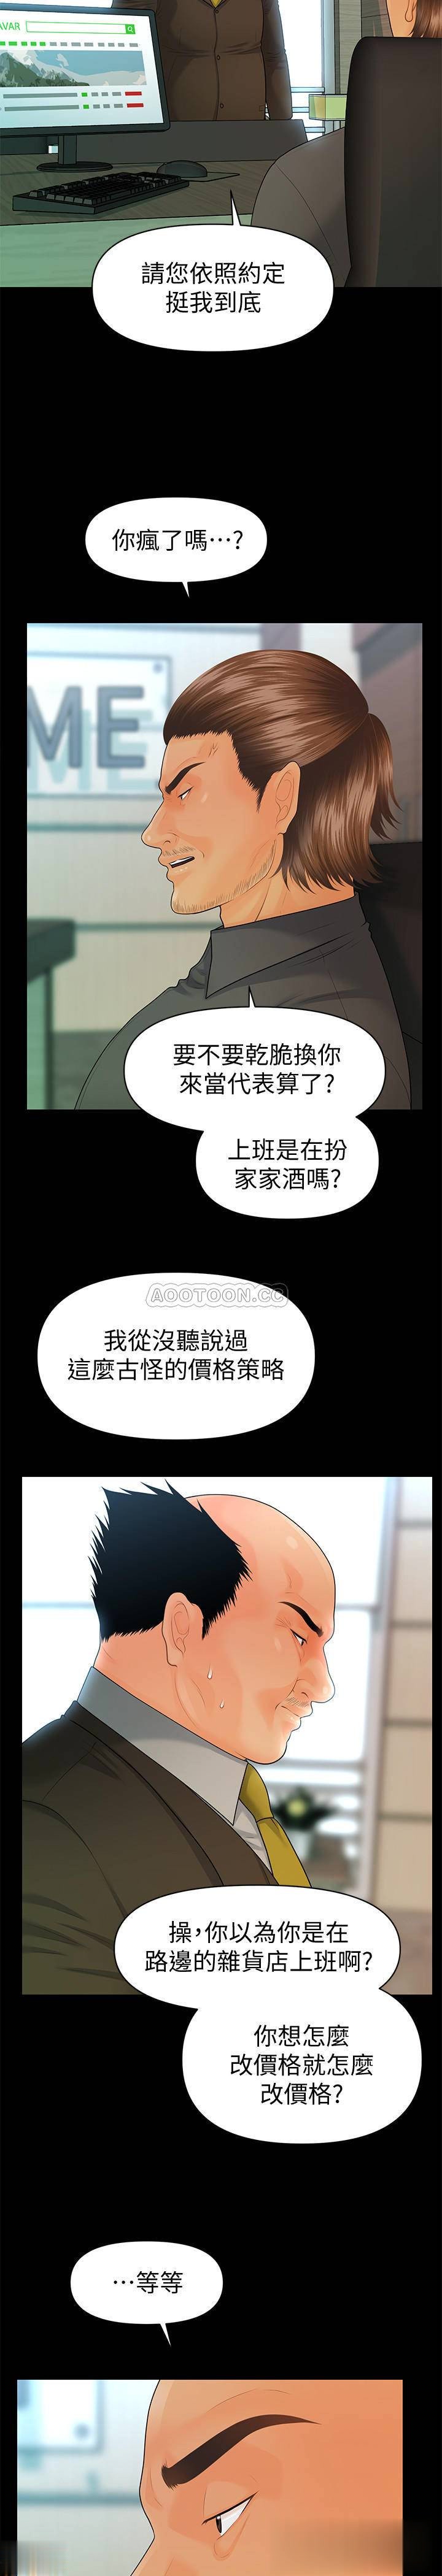 AVAR
請您依照約定
挺我到底
你瘋了嗎⋯?
ME
ME
要不要乾脆換你
來當代表算了?
上班是在扮
家家酒嗎?
AOOTOON.CC
我從沒聽說過
這麼古怪的價格策略
操,你以為你是在
路邊的雜貨店上班啊?
你想怎麼
改價格就怎麼
改價格?
⋯等等